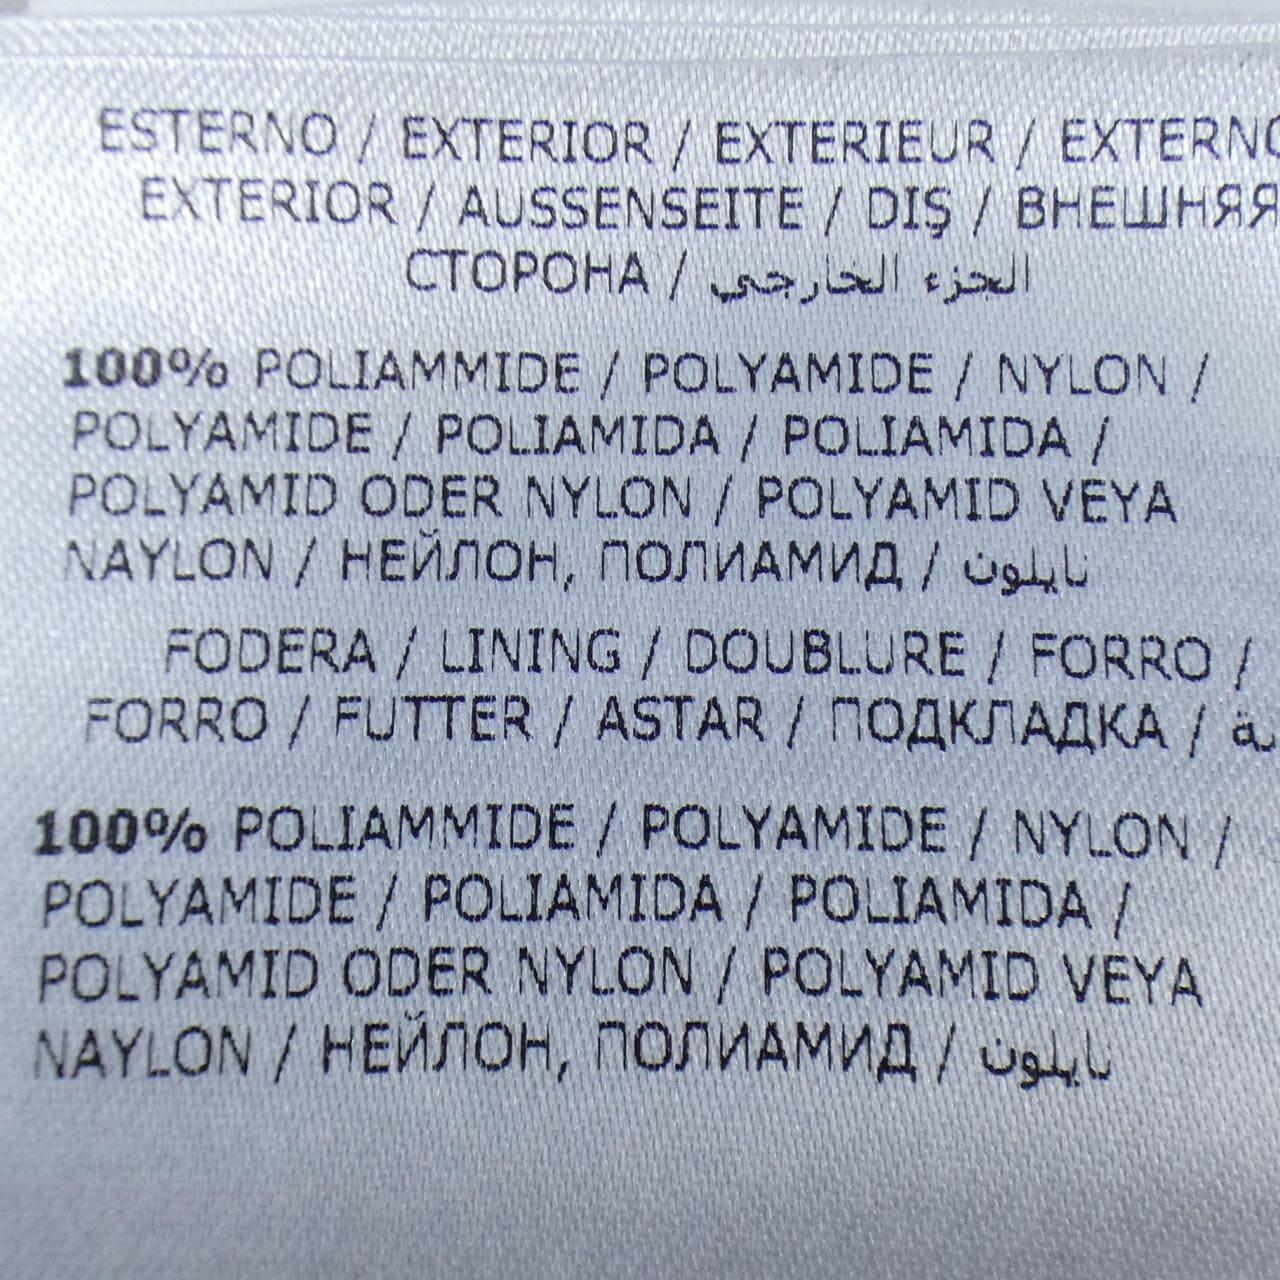 ESTERNO / EXTERIOR / EXTERIEUR / EXTERNO
EXTERIOR / AUSSENSEITE / DIŞ / ВНЕШНЯЯ
СТОРОНА / الجزء الخارجي
100% POLIAMMIDE / POLYAMIDE / NYLON /
POLYAMIDE / POLIAMIDA / POLIAMIDA /
POLYAMID ODER NYLON / POLYAMID VEYA
NAYLON / НЕЙЛОН, ПОЛИАМИД / نايلون
FODERA / LINING / DOUBLURE / FORRO /
FORRO / FUTTER / ASTAR / ПОДКЛАДКА /
100% POLIAMMIDE / POLYAMIDE / NYLON /
POLYAMIDE / POLIAMIDA / POLIAMIDA /
POLYAMID ODER NYLON / POLYAMID VEYA
NAYLON / НЕЙЛОН, ПОЛИАМИД / نايلون